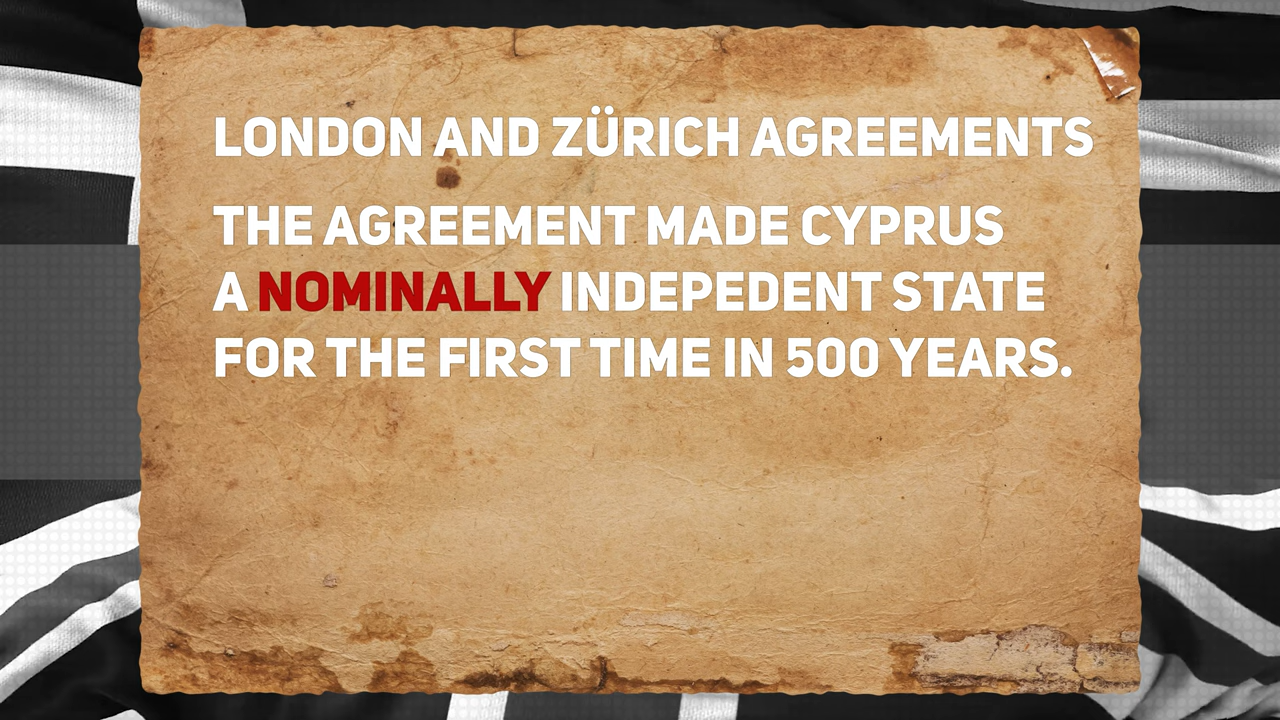 LONDON AND ZÜRICH AGREEMENTS
THE AGREEMENT MADE CYPRUS
A NOMINALLY INDEPEDENT STATE
FOR THE FIRST TIME IN 500 YEARS.